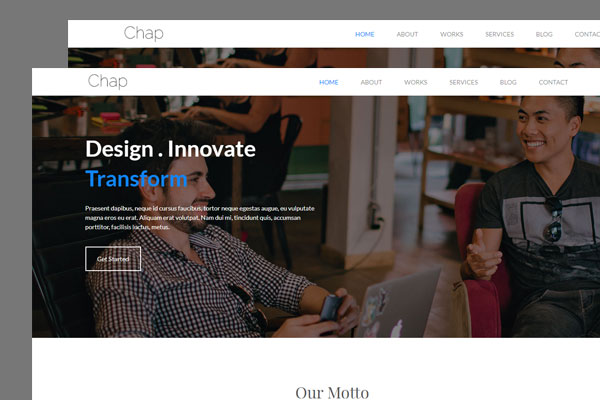 Chap
HOME ABOUT WORKS SERVICES BLOG CONTAC
Chap
HOME ABOUT WORKS SERVICES BLOG CONTACT
Design . Innovate
Transform
Praesent dapibus, neque id cursus faucibus, tortor neque egestas augue, eu vulputate
magna eros eu erat. Aliquam erat volutpat. Nam dui mi, tincidunt quis, accumsan
porttitor, facilisis luctus, metus.
Get Started
Our Motto